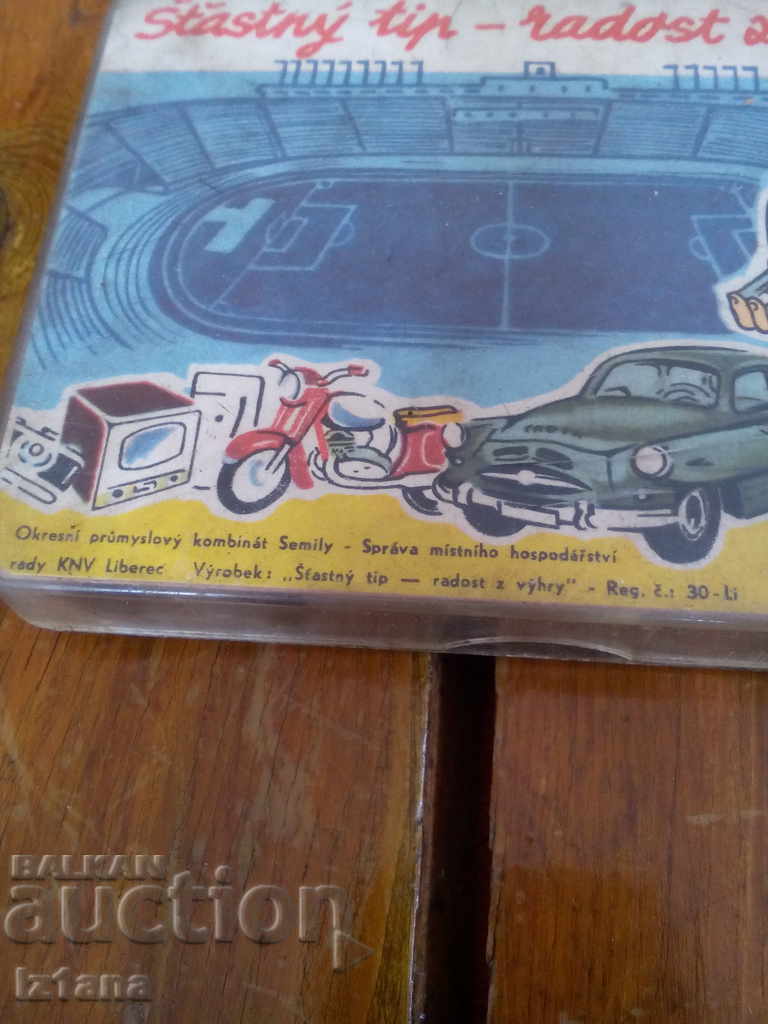 Šťastný tip - radost z
Okresní průmyslový kombinát Semily - Správa místního hospodářství
rady KNV Liberec Výrobek: „Šťastný tip — radost z výhry" - Reg. č.: 30-Li
BALKAN
auction
Iz1ana